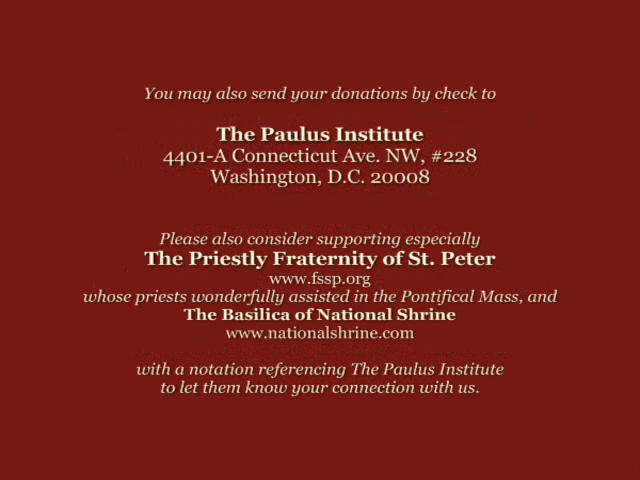 You may also send your donations by check to
The Paulus Institute
4401-A Connecticut Ave. NW, #228
Washington, D.C. 20008
Please also consider supporting especially
The Priestly Fraternity of St. Peter
www.fssp.org
whose priests wonderfully assisted in the Pontifical Mass, and
The Basilica of National Shrine
www.nationalshrine.com
with a notation referencing The Paulus Institute
to let them know your connection with us.